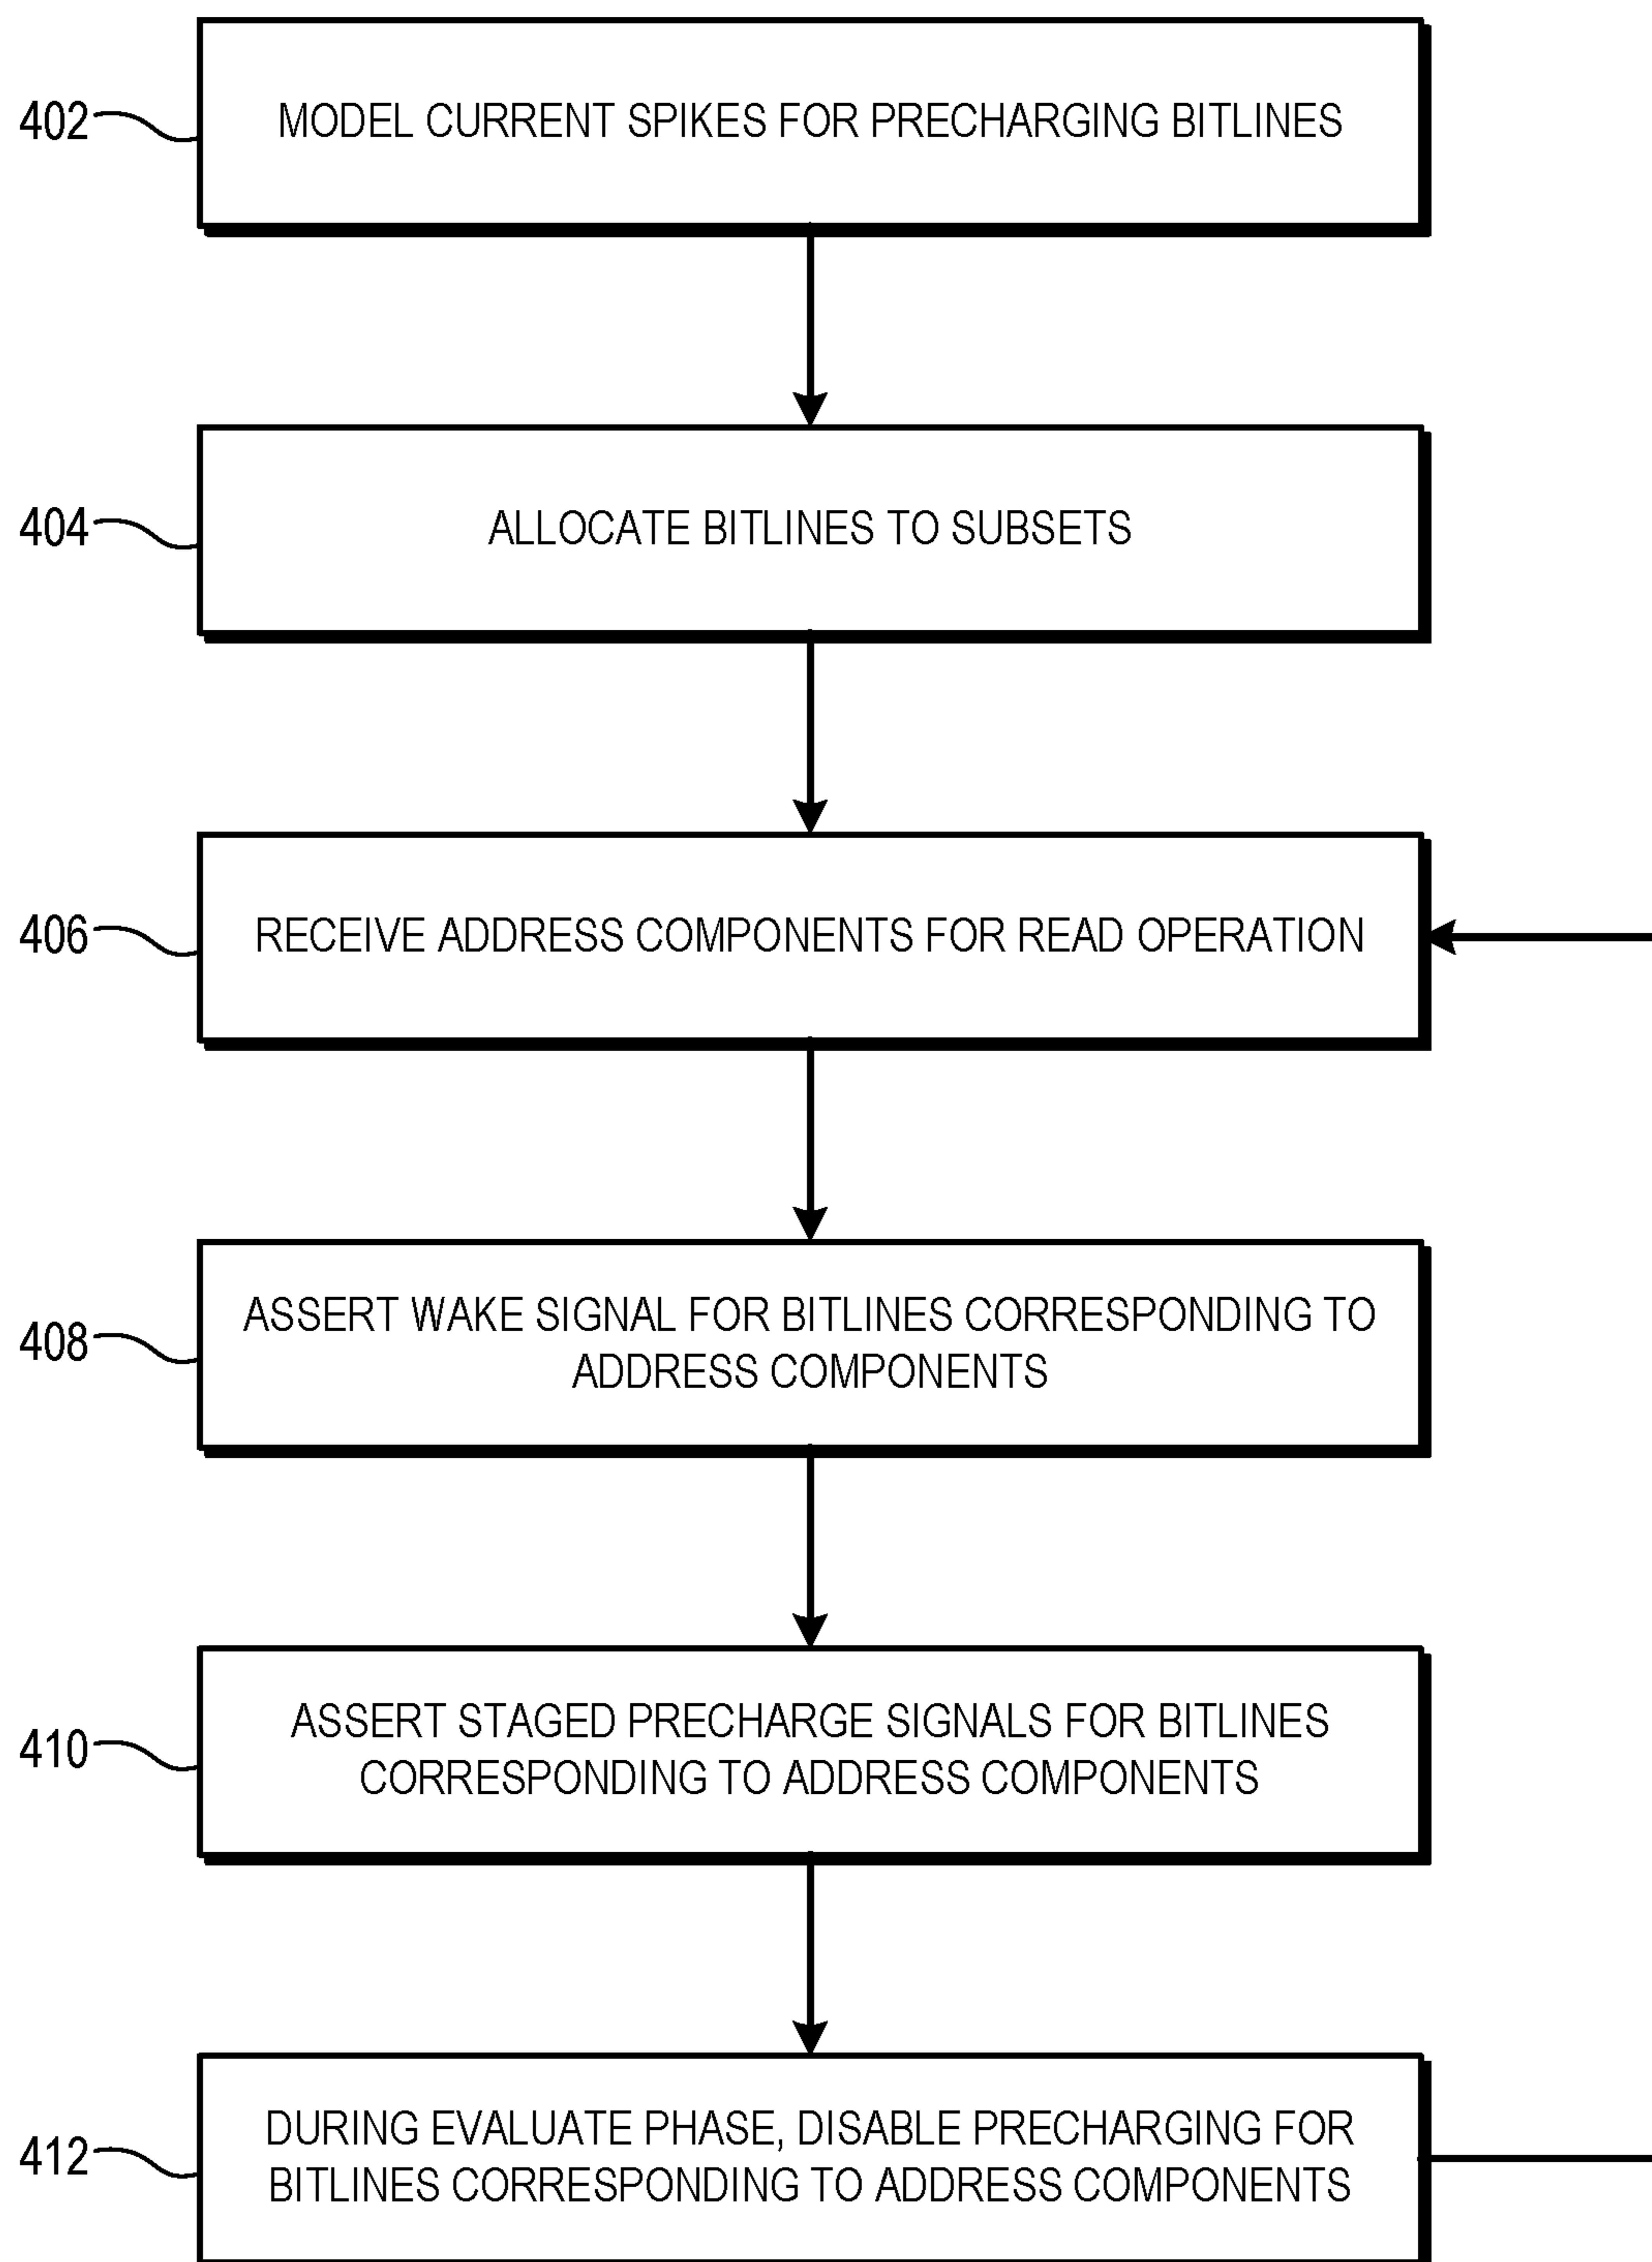 402
MODEL CURRENT SPIKES FOR PRECHARGING BITLINES
404
ALLOCATE BITLINES TO SUBSETS
406
RECEIVE ADDRESS COMPONENTS FOR READ OPERATION
408
ASSERT WAKE SIGNAL FOR BITLINES CORRESPONDING TO
ADDRESS COMPONENTS
410
ASSERT STAGED PRECHARGE SIGNALS FOR BITLINES
CORRESPONDING TO ADDRESS COMPONENTS
412
DURING EVALUATE PHASE, DISABLE PRECHARGING FOR
BITLINES CORRESPONDING TO ADDRESS COMPONENTS